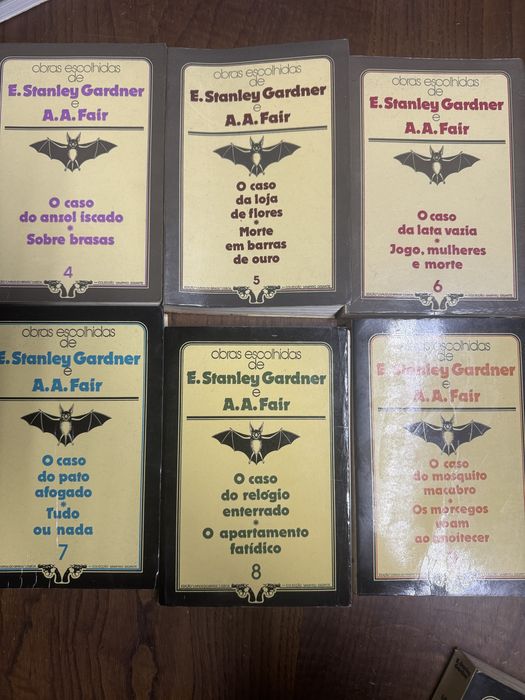 obras escolhidas
de
E. Stanley Gardner
e
A.A. Fair
O caso
do anzol iscado
*
Sobre brasas
4
obras escolhidas
de
E. Stanley Gardner
e
A.A. Fair
O caso
da loja
de flores
*
Morte
em barras
de ouro
5
obras escolhidas
de
E. Stanley Gardner
e
A.A. Fair
O caso
da lata vazia
*
Jogo, mulheres
e morte
6
obras escolhidas
de
E. Stanley Gardner
e
A.A. Fair
O caso
do pato
afogado
*
Tudo
ou nada
7
obras escolhidas
de
E. Stanley Gardner
e
A.A. Fair
O caso
do relógio
enterrado
*
O apartamento
fatídico
8
escolhidas
de
E. Stanley Gardner
e
A.A. Fair
O caso
do mosquito
macabro
*
Os morcegos
voam
ao anoitecer